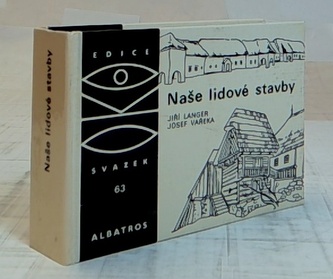 Naše lidové stavby
EDICE
OKO
SVAZEK
63
ALBATROS
Naše lidové stavby
JIŘÍ LANGER
JOSEF VAŘEKA